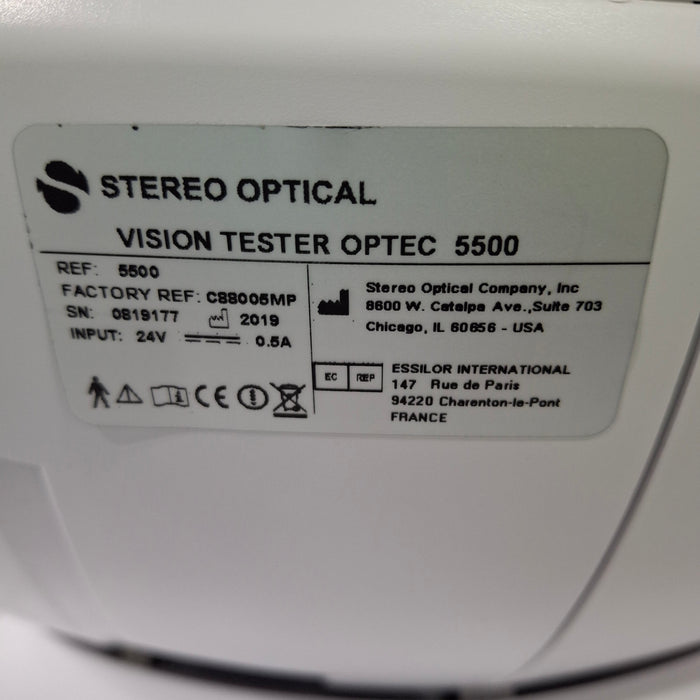 STEREO OPTICAL
VISION TESTER OPTEC 5500
REF: 5500
FACTORY REF: C88005MP
SN: 0819177 2019
INPUT: 24V 0.5A
CE
Stereo Optical Company, Inc
8600 W. Catalpa Ave.,Suite 703
Chicago, IL 60656 - USA
EC REP
ESSILOR INTERNATIONAL
147 Rue de Paris
94220 Charenton-le-Pont
FRANCE